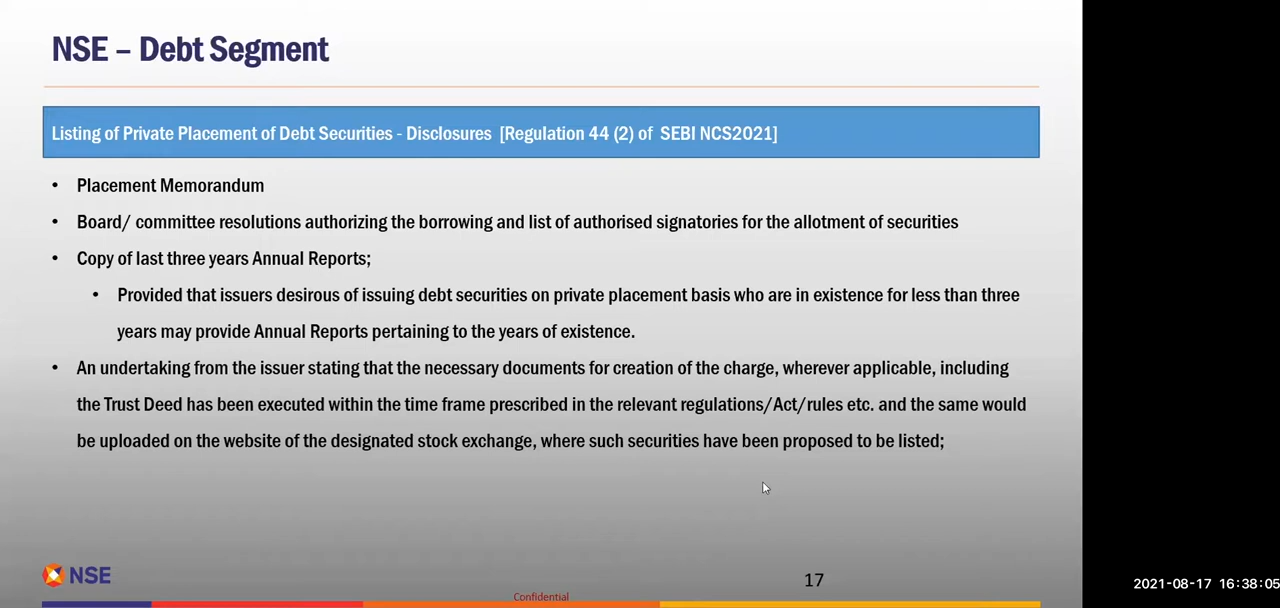 NSE – Debt Segment
Listing of Private Placement of Debt Securities - Disclosures [Regulation 44 (2) of SEBI NCS2021]
• Placement Memorandum
• Board/ committee resolutions authorizing the borrowing and list of authorised signatories for the allotment of securities
• Copy of last three years Annual Reports;
• Provided that issuers desirous of issuing debt securities on private placement basis who are in existence for less than three
years may provide Annual Reports pertaining to the years of existence.
• An undertaking from the issuer stating that the necessary documents for creation of the charge, wherever applicable, including
the Trust Deed has been executed within the time frame prescribed in the relevant regulations/Act/rules etc. and the same would
be uploaded on the website of the designated stock exchange, where such securities have been proposed to be listed;
NSE
17
Confidential
2021-08-17 16:38:05